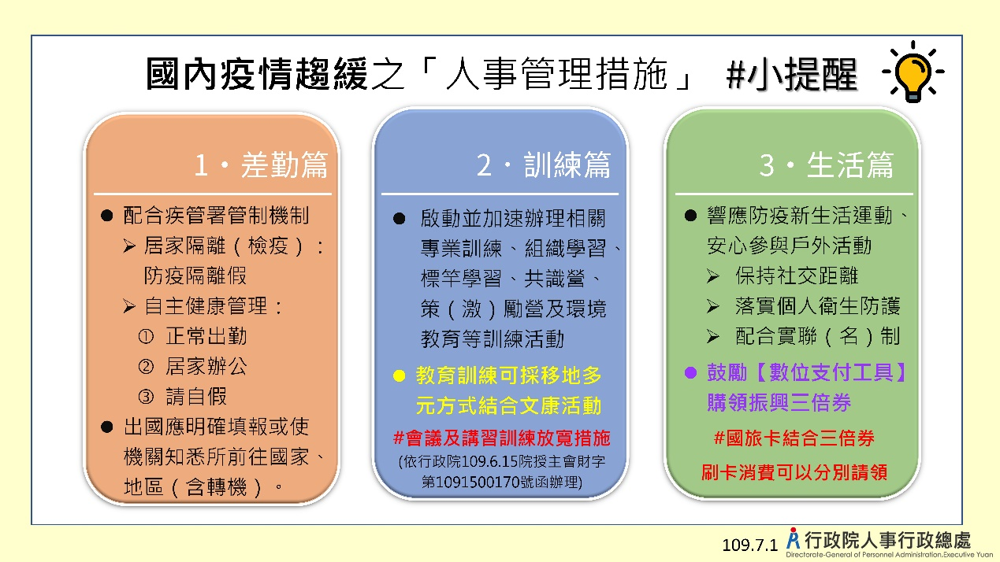 國內疫情趨緩之「人事管理措施」 #小提醒
1•差勤篇
● 配合疾管署管制機制
➢ 居家隔離（檢疫）：
防疫隔離假
➢ 自主健康管理：
① 正常出勤
② 居家辦公
③ 請自假
● 出國應明確填報或使
機關知悉所前往國家、
地區（含轉機）。
2•訓練篇
● 啟動並加速辦理相關
專業訓練、組織學習、
標竿學習、共識營、
策（激）勵營及環境
教育等訓練活動
● 教育訓練可採移地多
元方式結合文康活動
#會議及講習訓練放寬措施
(依行政院109.6.15院授主會財字
第1091500170號函辦理)
3•生活篇
● 響應防疫新生活運動、
安心參與戶外活動
➢ 保持社交距離
➢ 落實個人衛生防護
➢ 配合實聯（名）制
● 鼓勵【數位支付工具】
購領振興三倍券
#國旅卡結合三倍券
刷卡消費可以分別請領
109.7.1 行政院人事行政總處
Directorate-General of Personnel Administration.Executive Yuan